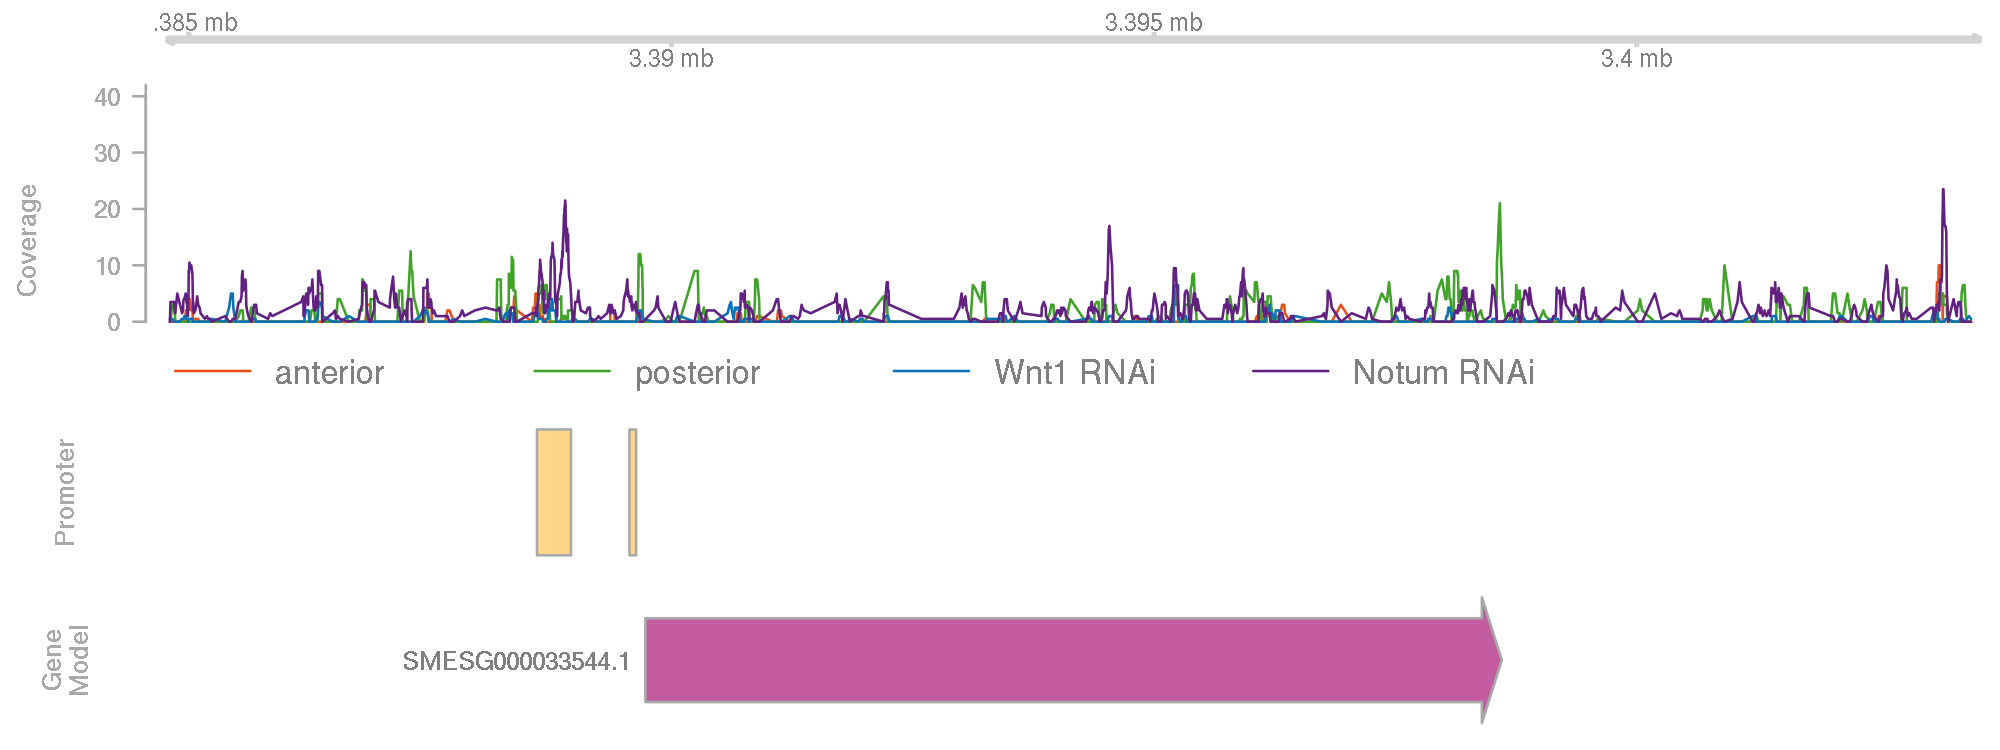 .385 mb
3.395 mb
3.39 mb
3.4 mb
Coverage
40
30
20
10
0
anterior
posterior
Wnt1 RNAi
Notum RNAi
Promoter
Gene
Model
SMESG000033544.1